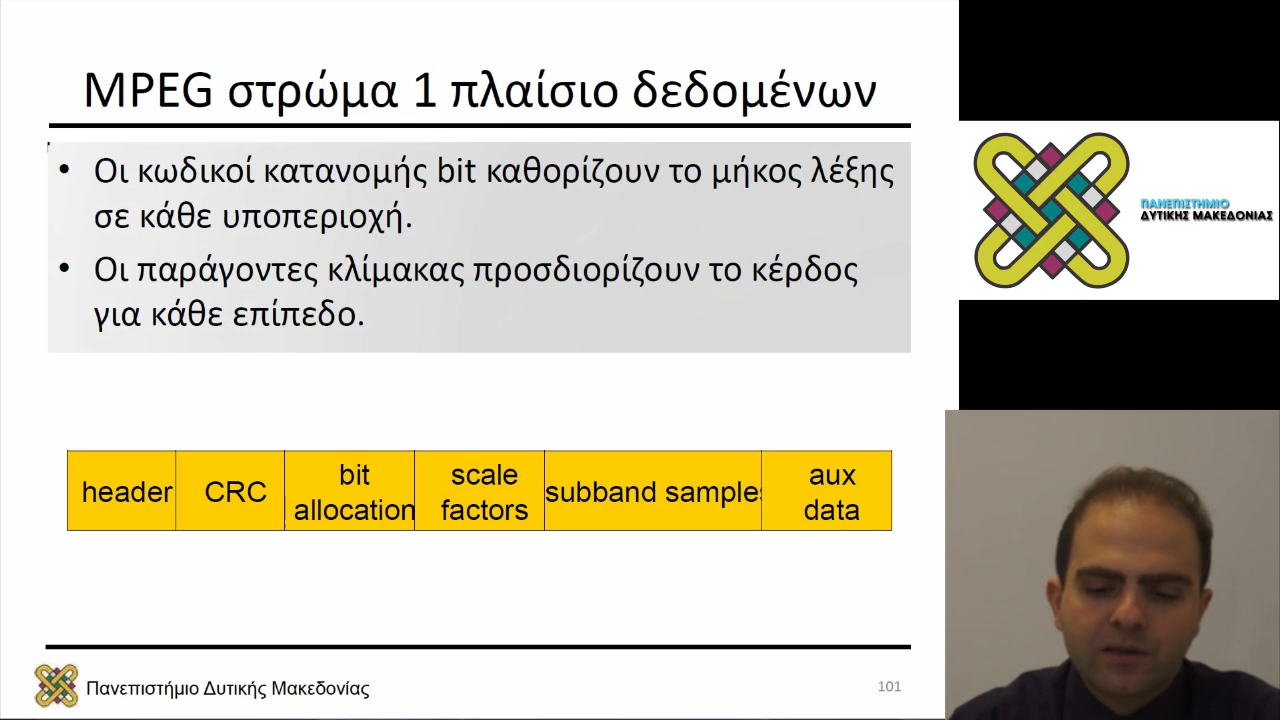 MPEG στρώμα 1 πλαίσιο δεδομένων
• Οι κωδικοί κατανομής bit καθορίζουν το μήκος λέξης
σε κάθε υποπεριοχή.
• Οι παράγοντες κλίμακας προσδιορίζουν το κέρδος
για κάθε επίπεδο.
header
CRC
bit
allocation
scale
factors
subband samples
aux
data
Πανεπιστήμιο Δυτικής Μακεδονίας
101
ΠΑΝΕΠΙΣΤΗΜΙΟ
ΔΥΤΙΚΗΣ ΜΑΚΕΔΟΝΙΑΣ